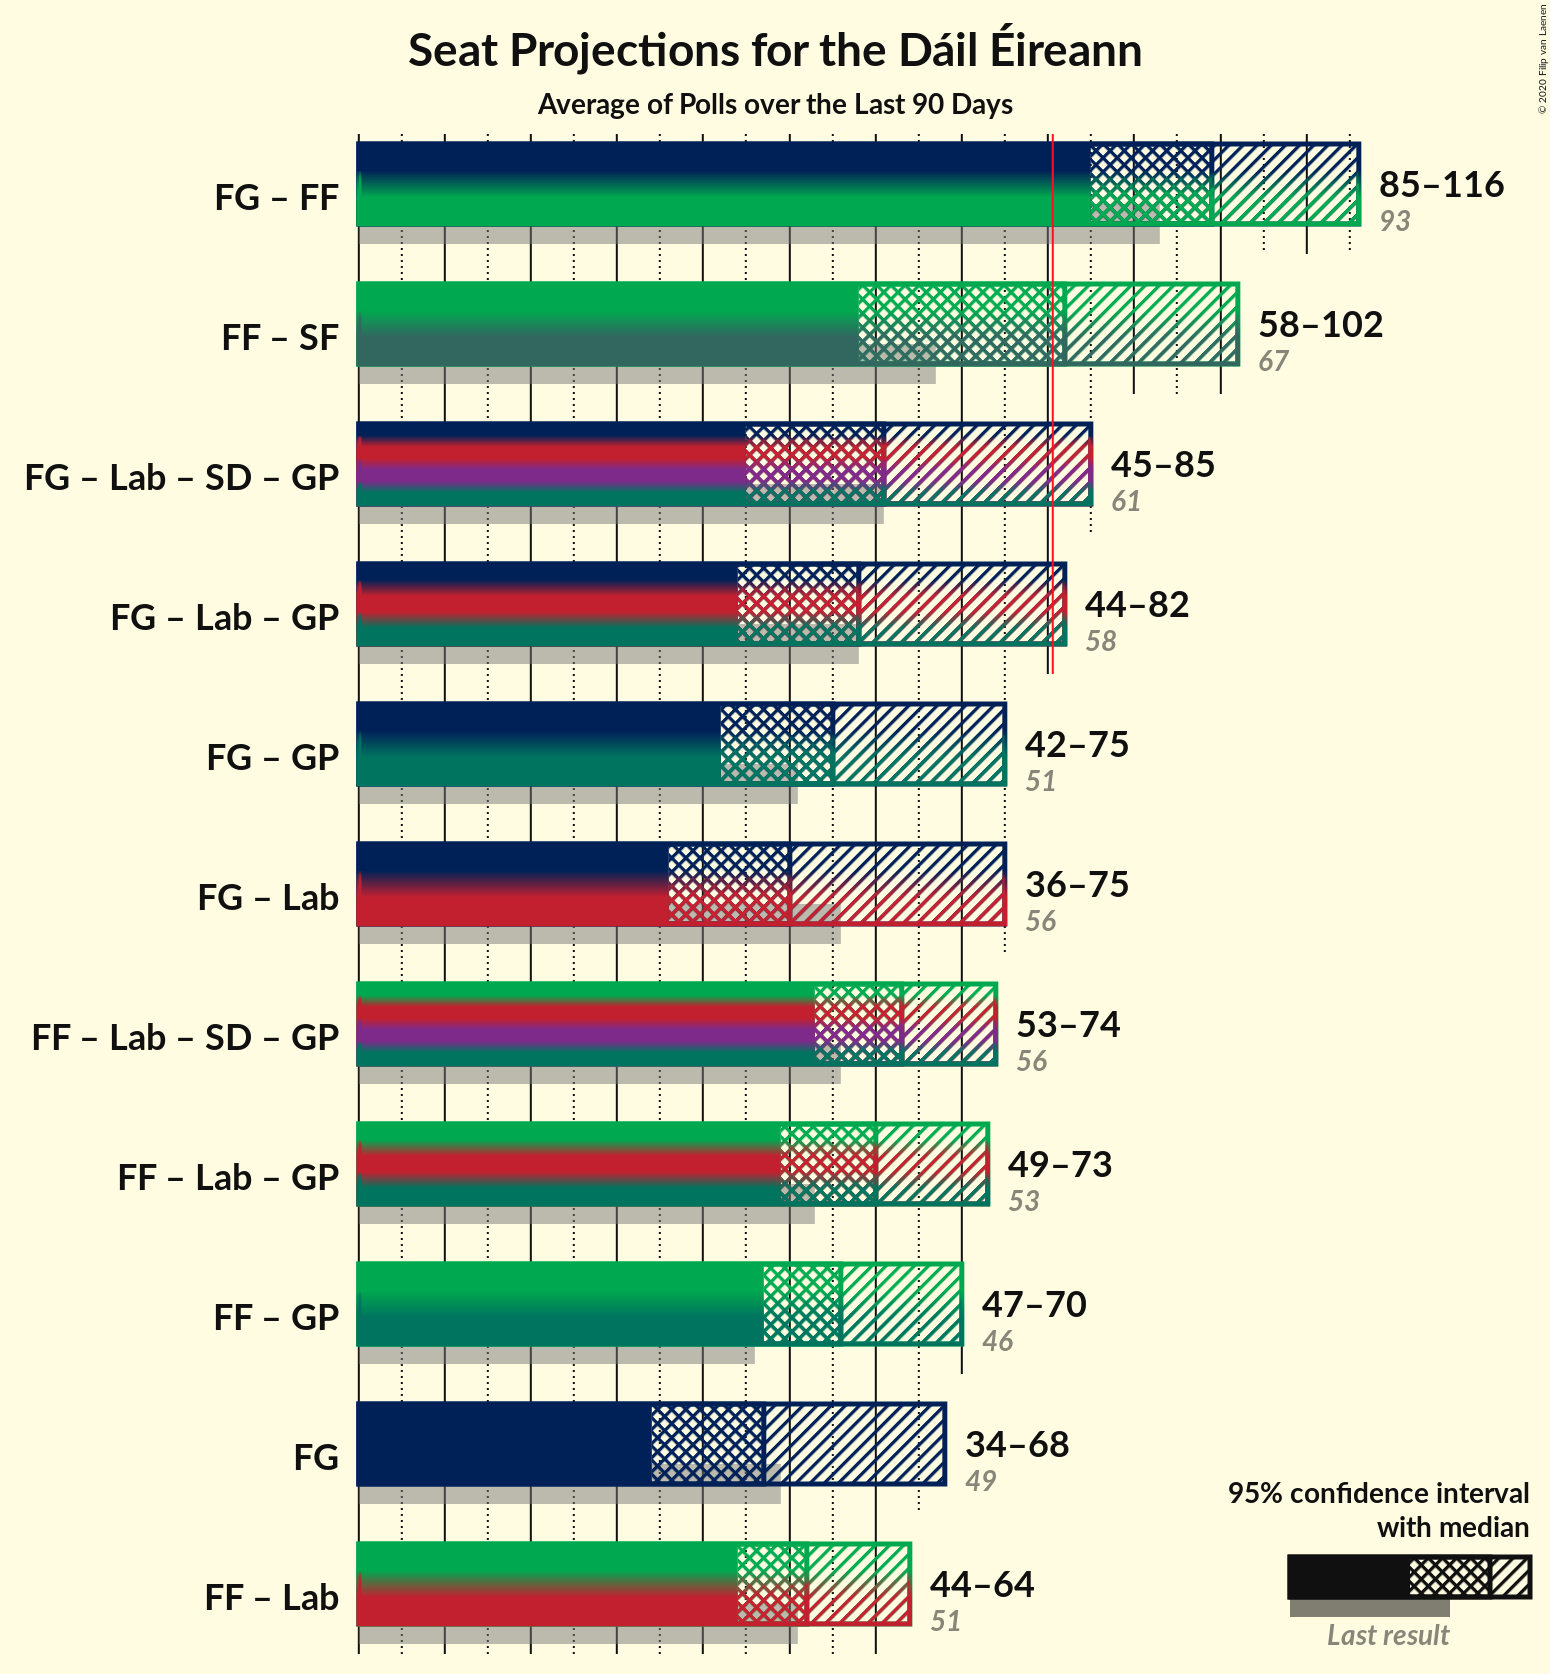 Seat Projections for the Dáil Éireann
Average of Polls over the Last 90 Days
© 2020 Filip van Laenen
FG – FF
85–116
93
FF – SF
58–102
67
FG – Lab – SD – GP
45–85
61
FG – Lab – GP
44–82
58
FG – GP
42–75
51
FG – Lab
36–75
56
FF – Lab – SD – GP
53–74
56
FF – Lab – GP
49–73
53
FF – GP
47–70
46
FG
34–68
49
FF – Lab
44–64
51
95% confidence interval
with median
Last result